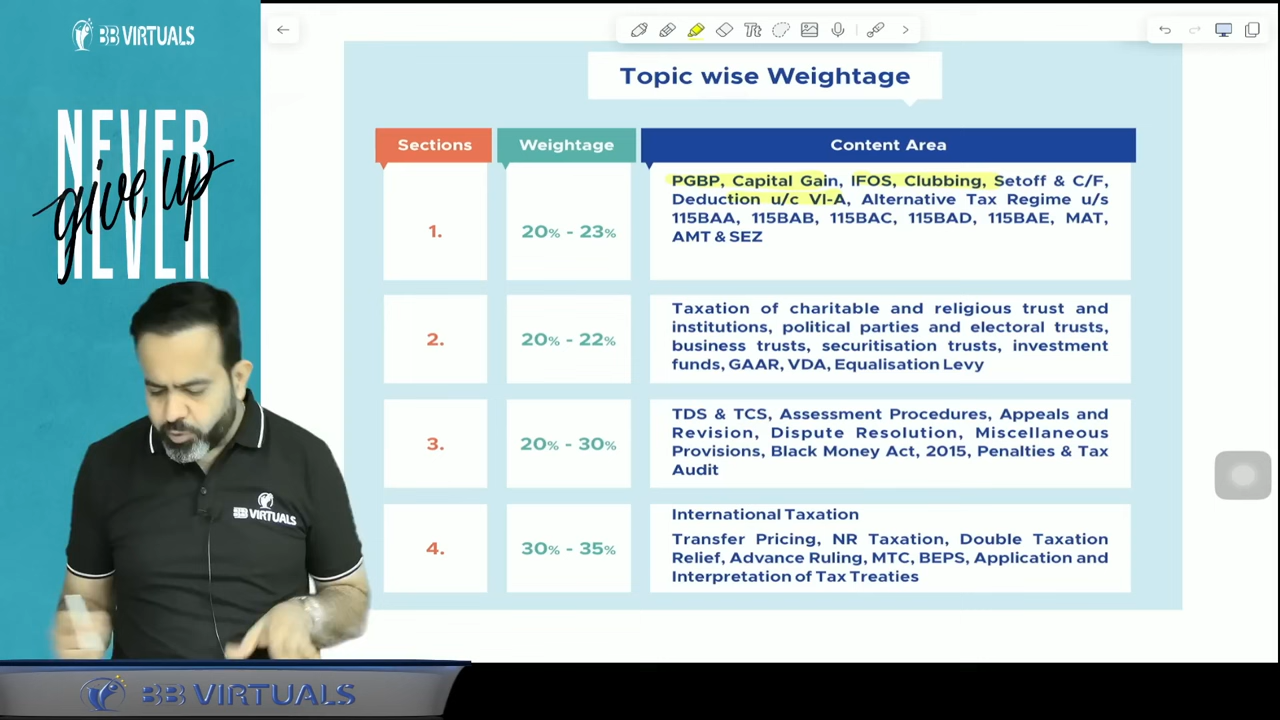 BB VIRTUALS
NEVER
give up
NEVER
BB VIRTUALS
BB VIRTUALS
Tt
Topic wise Weightage
Sections
Weightage
Content Area
1.
20% - 23%
PGBP, Capital Gain, IFOS, Clubbing, Setoff & C/F,
Deduction u/c VI-A, Alternative Tax Regime u/s
115BAA, 115BAB, 115BAC, 115BAD, 115BAE, MAT,
AMT & SEZ
2.
20% - 22%
Taxation of charitable and religious trust and
institutions, political parties and electoral trusts,
business trusts, securitisation trusts, investment
funds, GAAR, VDA, Equalisation Levy
3.
20% - 30%
TDS & TCS, Assessment Procedures, Appeals and
Revision, Dispute Resolution, Miscellaneous
Provisions, Black Money Act, 2015, Penalties & Tax
Audit
4.
30% - 35%
International Taxation
Transfer Pricing, NR Taxation, Double Taxation
Relief, Advance Ruling, MTC, BEPS, Application and
Interpretation of Tax Treaties